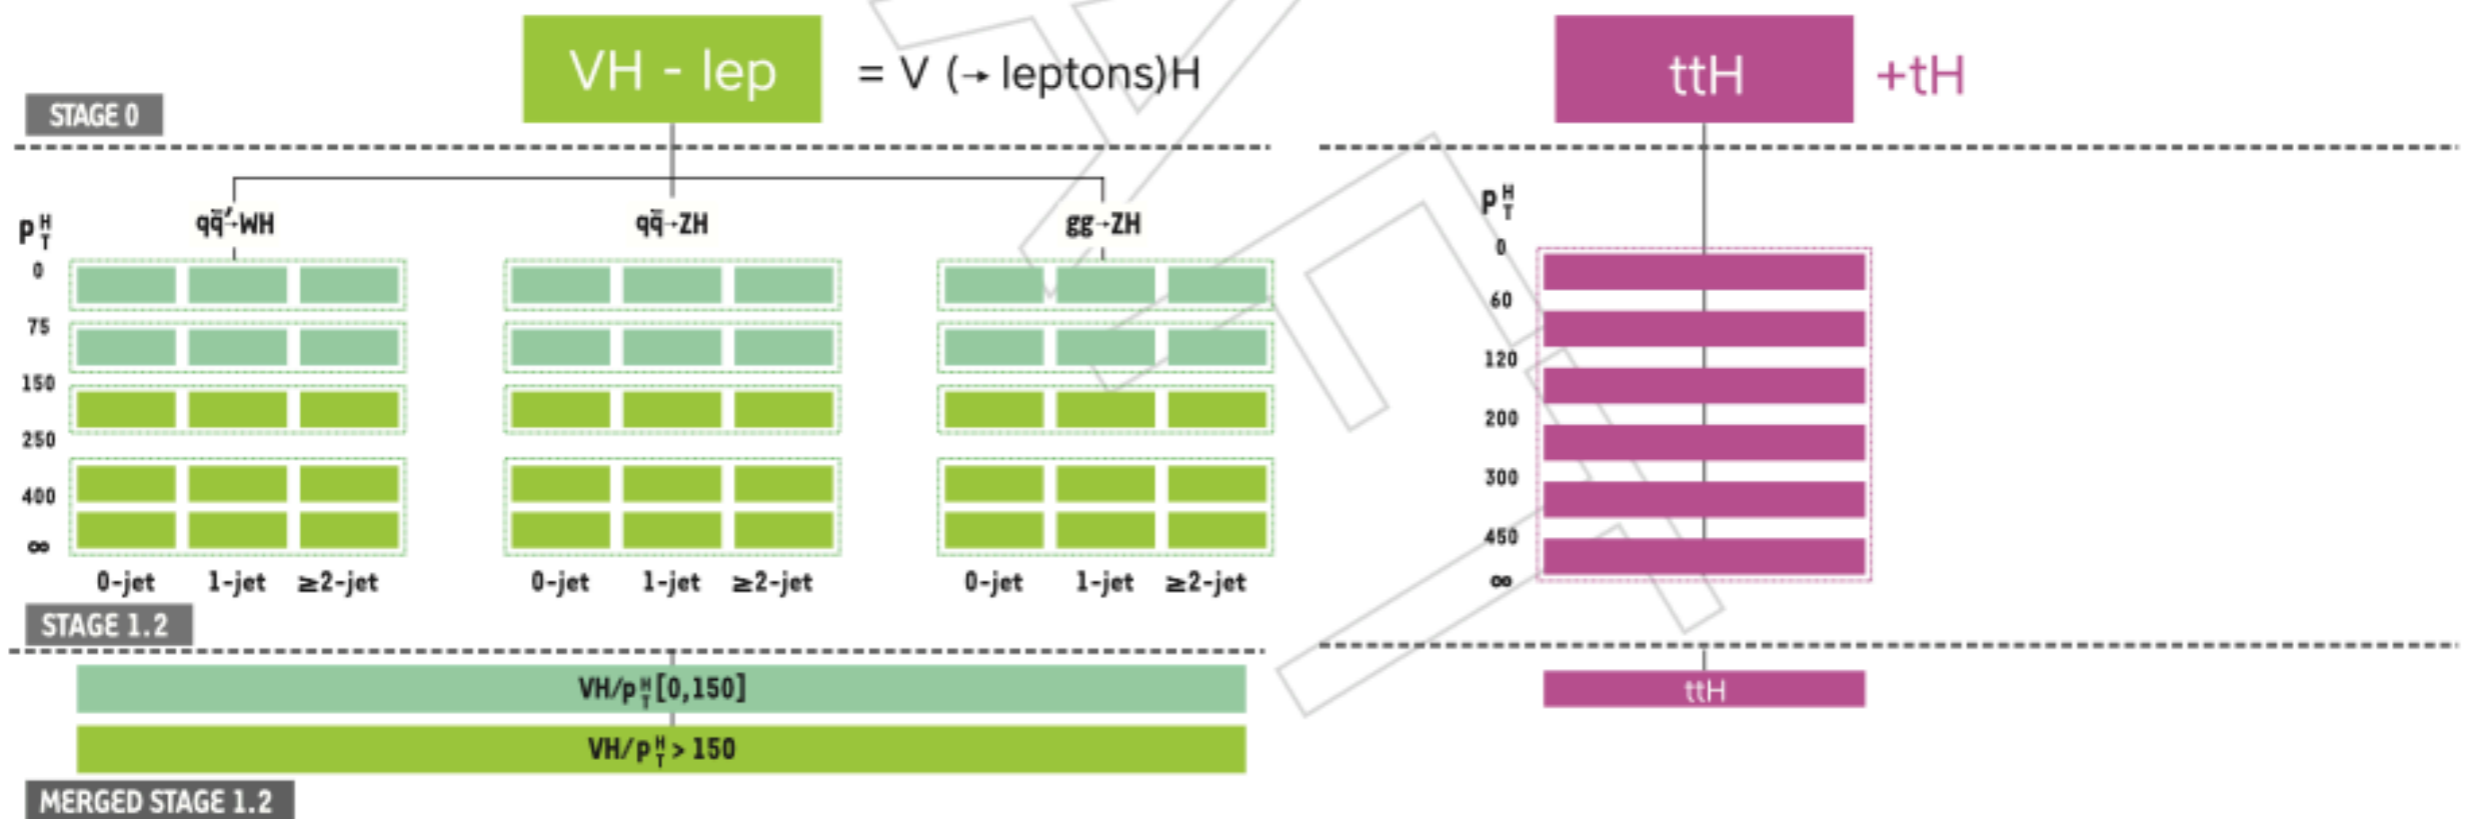 VH - lep = V (→ leptons)H
ttH +tH
STAGE 0
qq̄'→WH qq̄→ZH gg→ZH
p_T^H
0
75
150
250
400
∞
0-jet 1-jet ≥2-jet 0-jet 1-jet ≥2-jet 0-jet 1-jet ≥2-jet
p_T^H
0
60
120
200
300
450
∞
STAGE 1.2
VH/p_T^H [0,150]
VH/p_T^H > 150
ttH
MERGED STAGE 1.2